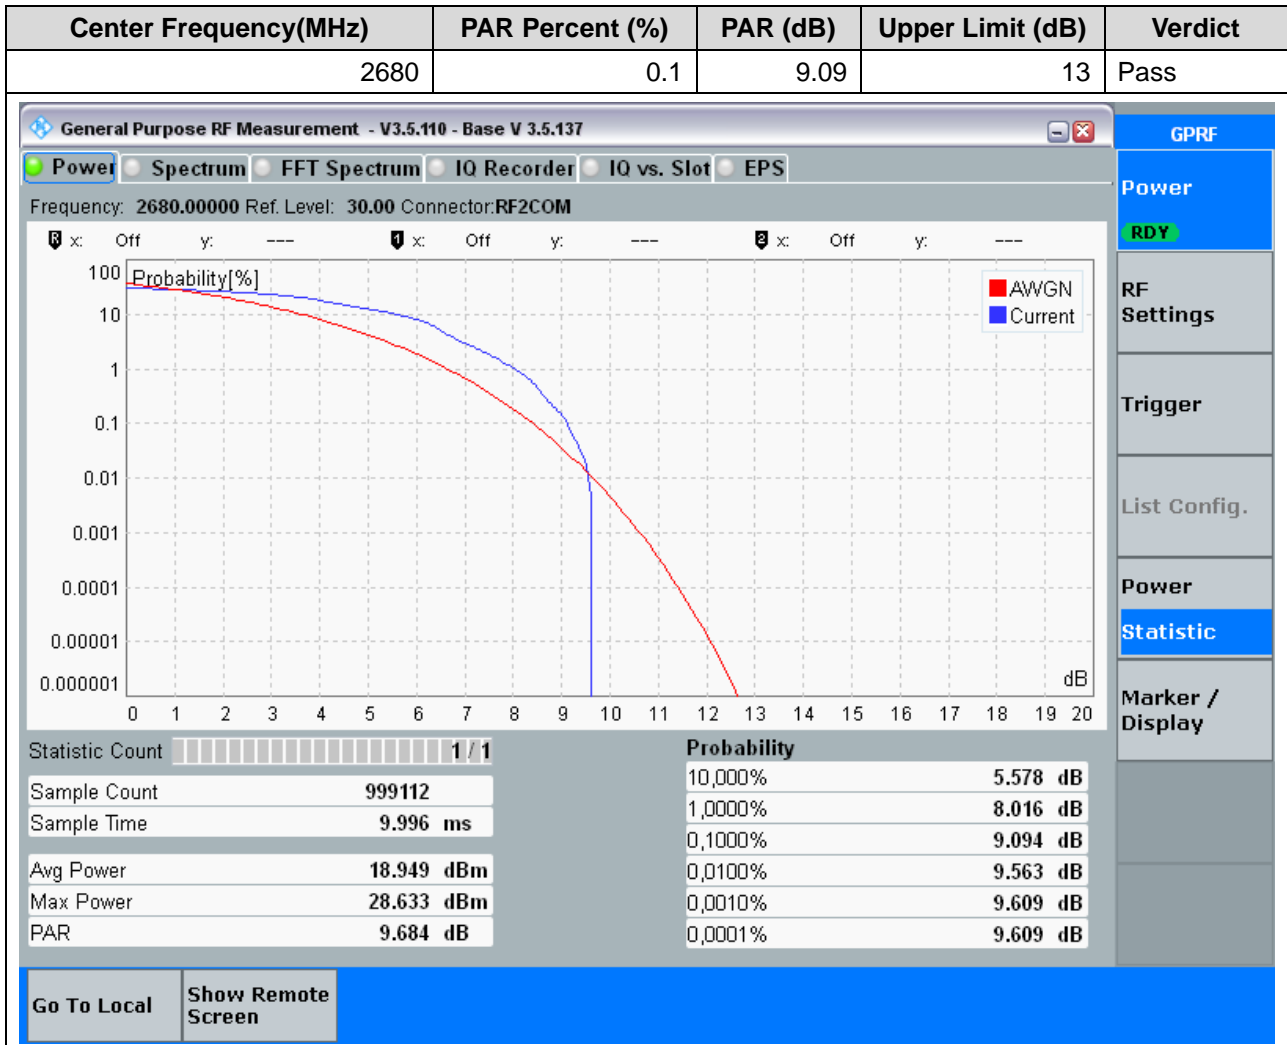 Center Frequency(MHz) PAR Percent (%) PAR (dB) Upper Limit (dB) Verdict
2680 0.1 9.09 13 Pass
General Purpose RF Measurement - V3.5.110 - Base V 3.5.137
GPRF
Power Spectrum FFT Spectrum IQ Recorder IQ vs. Slot EPS
Frequency: 2680.00000 Ref. Level: 30.00 Connector:RF2COM
R x: Off y: --- 1 x: Off y: --- 2 x: Off y: ---
Probability[%]
AWGN
Current
100
10
1
0.1
0.01
0.001
0.0001
0.00001
0.000001
dB
0 1 2 3 4 5 6 7 8 9 10 11 12 13 14 15 16 17 18 19 20
Statistic Count 1 / 1
Sample Count 999112
Sample Time 9.996 ms
Avg Power 18.949 dBm
Max Power 28.633 dBm
PAR 9.684 dB
Probability
10,000% 5.578 dB
1,0000% 8.016 dB
0,1000% 9.094 dB
0,0100% 9.563 dB
0,0010% 9.609 dB
0,0001% 9.609 dB
Power
RDY
RF
Settings
Trigger
List Config.
Power
Statistic
Marker /
Display
Go To Local
Show Remote
Screen